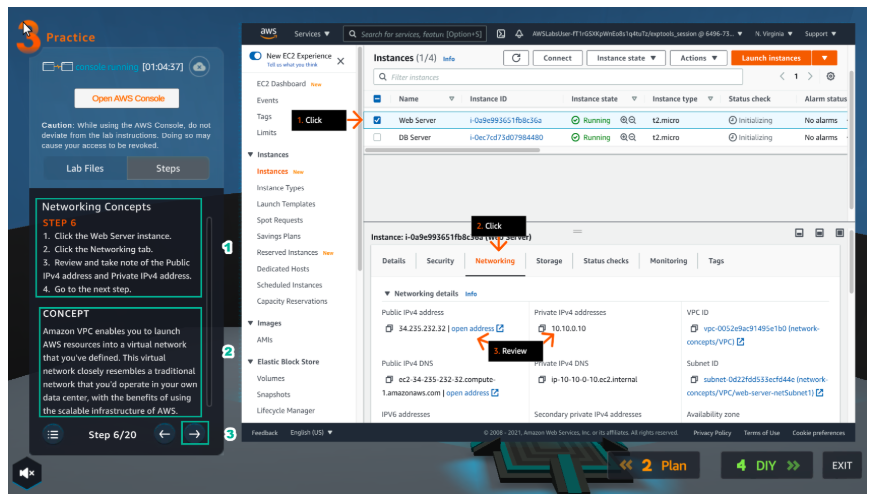 3 Practice
console running [01:04:37]
Open AWS Console
Caution: While using the AWS Console, do not
deviate from the lab instructions. Doing so may
cause your access to be revoked.
Lab Files
Steps
Networking Concepts
STEP 6
1. Click the Web Server instance.
2. Click the Networking tab.
3. Review and take note of the Public
IPv4 address and Private IPv4 address.
4. Go to the next step.
1
CONCEPT
Amazon VPC enables you to launch
AWS resources into a virtual network
that you've defined. This virtual
network closely resembles a traditional
network that you'd operate in your own
data center, with the benefits of using
the scalable infrastructure of AWS.
2
Step 6/20
3
aws Services ▼ Search for services, featur [Option+S] N. Virginia ▼ Support ▼
New EC2 Experience
Tell us what you think
EC2 Dashboard New
Events
Tags
Limits
▼ Instances
Instances New
Instance Types
Launch Templates
Spot Requests
Savings Plans
Reserved Instances New
Dedicated Hosts
Scheduled Instances
Capacity Reservations
▼ Images
AMIs
▼ Elastic Block Store
Volumes
Snapshots
Lifecycle Manager
Instances (1/4) Info
Connect
Instance state ▼
Actions ▼
Launch instances ▼
Filter instances
< 1 >
Name Instance ID Instance state Instance type Status check Alarm status
1. Click
Web Server i-0a9e993651fb8c36a Running t2.micro Initializing No alarms
DB Server i-0ec7cd73d07984480 Running t2.micro Initializing No alarms
2. Click
Instance: i-0a9e993651fb8c36a (Web Server)
Details Security Networking Storage Status checks Monitoring Tags
▼ Networking details Info
Public IPv4 address Private IPv4 addresses VPC ID
34.235.232.32 | open address 10.10.0.10 vpc-0052e9ac91495e1b0 (network-
concepts/VPC)
3. Review
Public IPv4 DNS Private IPv4 DNS Subnet ID
ec2-34-235-232-32.compute- ip-10-10-0-10.ec2.internal subnet-0d22fdd533ecfd44e (network-
1.amazonaws.com | open address concepts/VPC/web-server-netSubnet1)
IPV6 addresses Secondary private IPv4 addresses Availability zone
Feedback English (US) ▼ © 2008 - 2021, Amazon Web Services, Inc. or its affiliates. All rights reserved. Privacy Policy Terms of Use Cookie preferences
2 Plan
4 DIY
EXIT